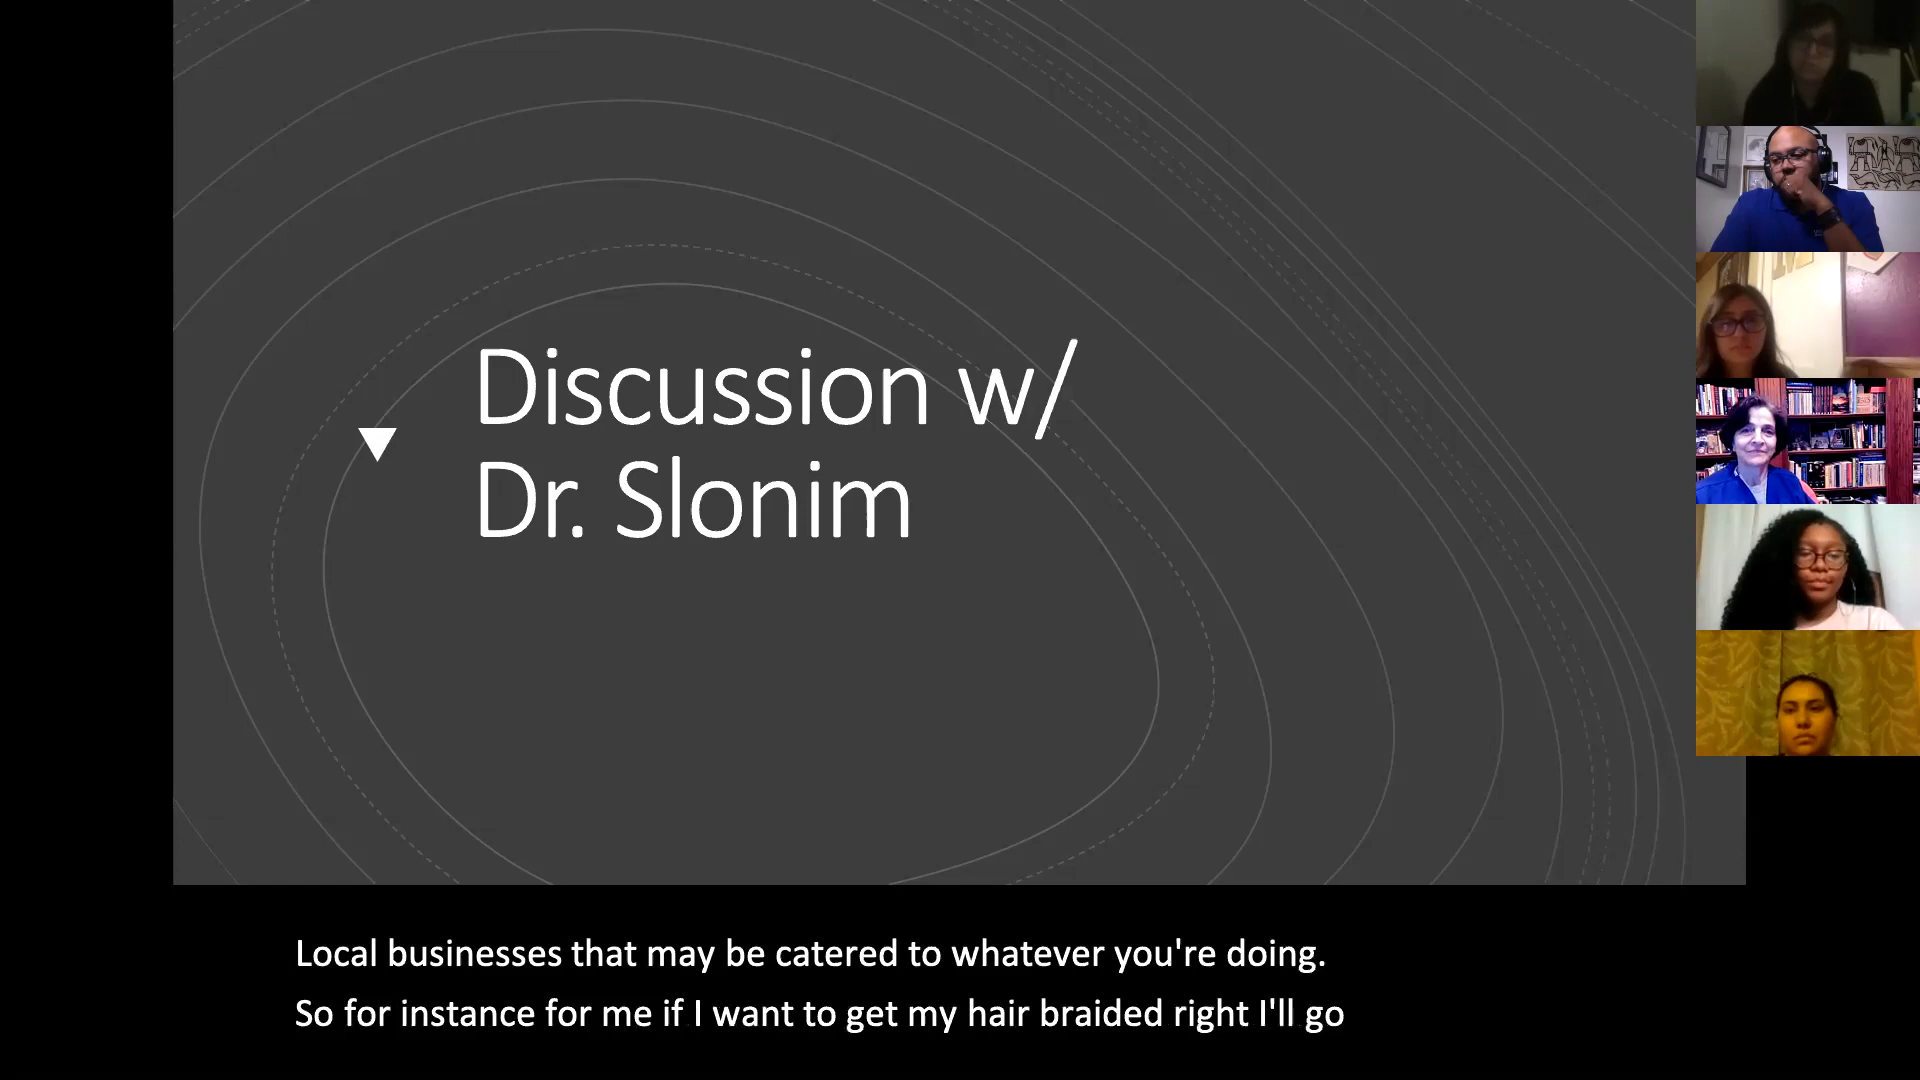 Discussion w/
Dr. Slonim
Local businesses that may be catered to whatever you're doing.
So for instance for me if I want to get my hair braided right I'll go